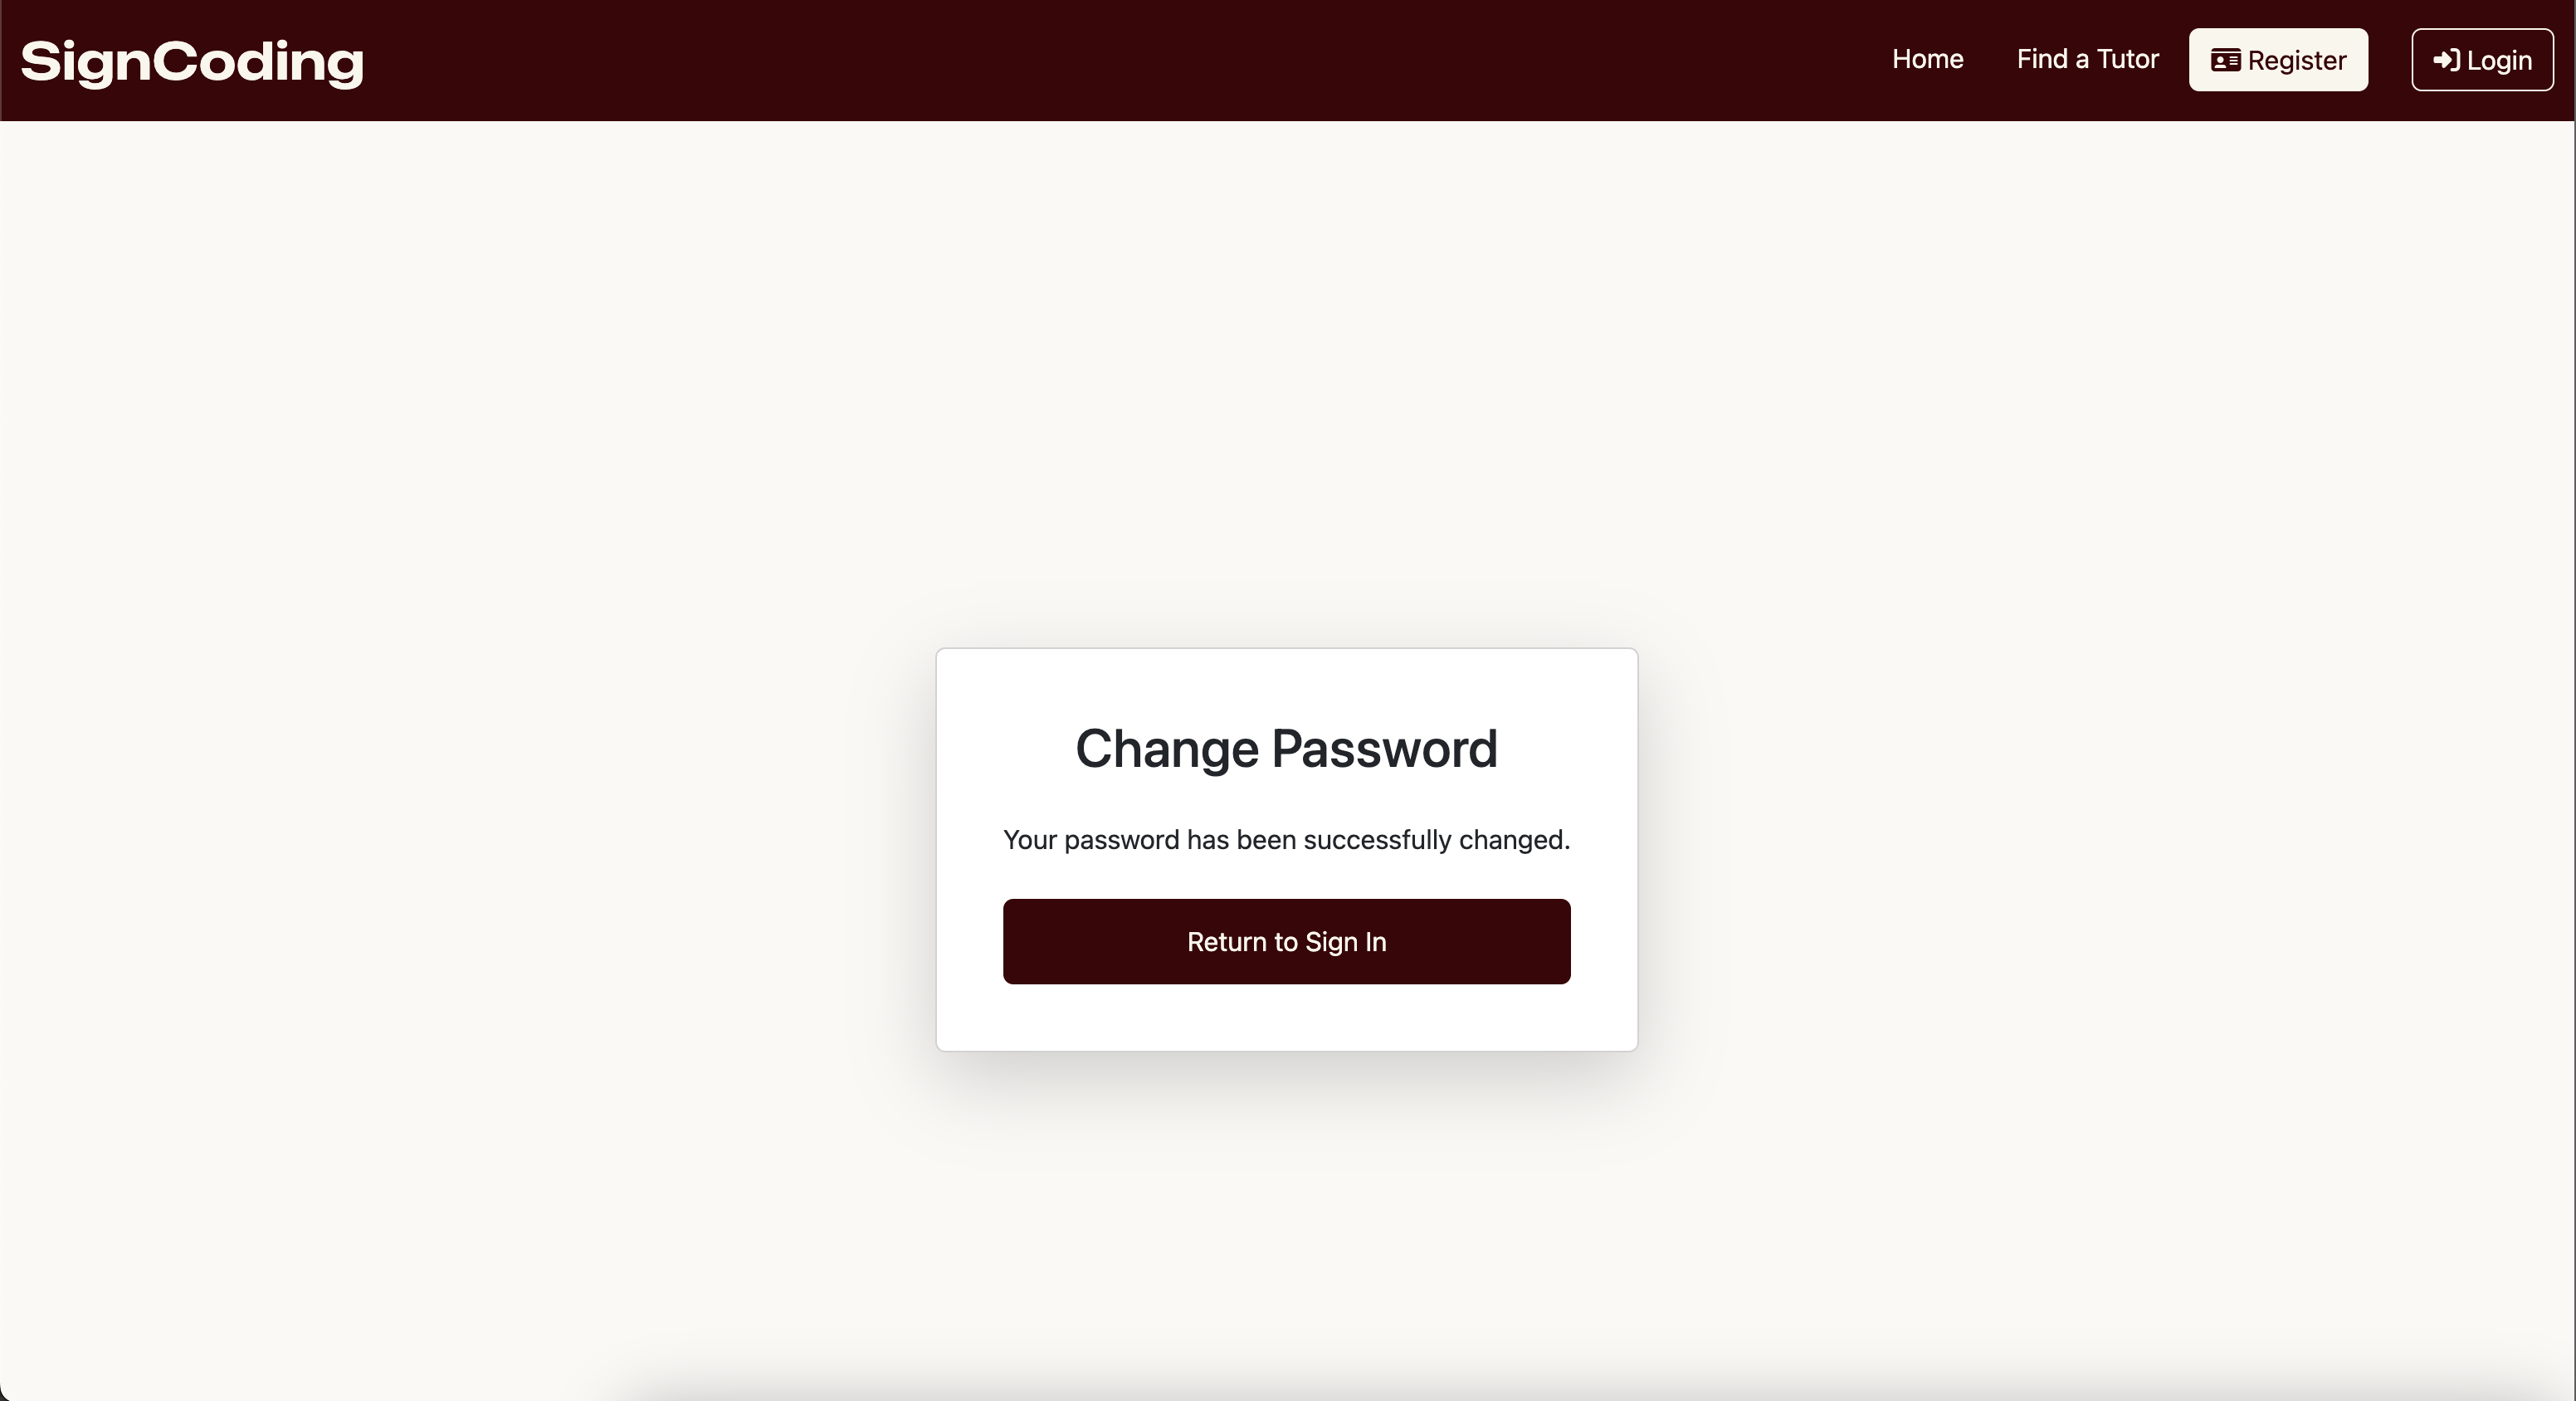 SignCoding
Home
Find a Tutor
Register
Login
Change Password
Your password has been successfully changed.
Return to Sign In